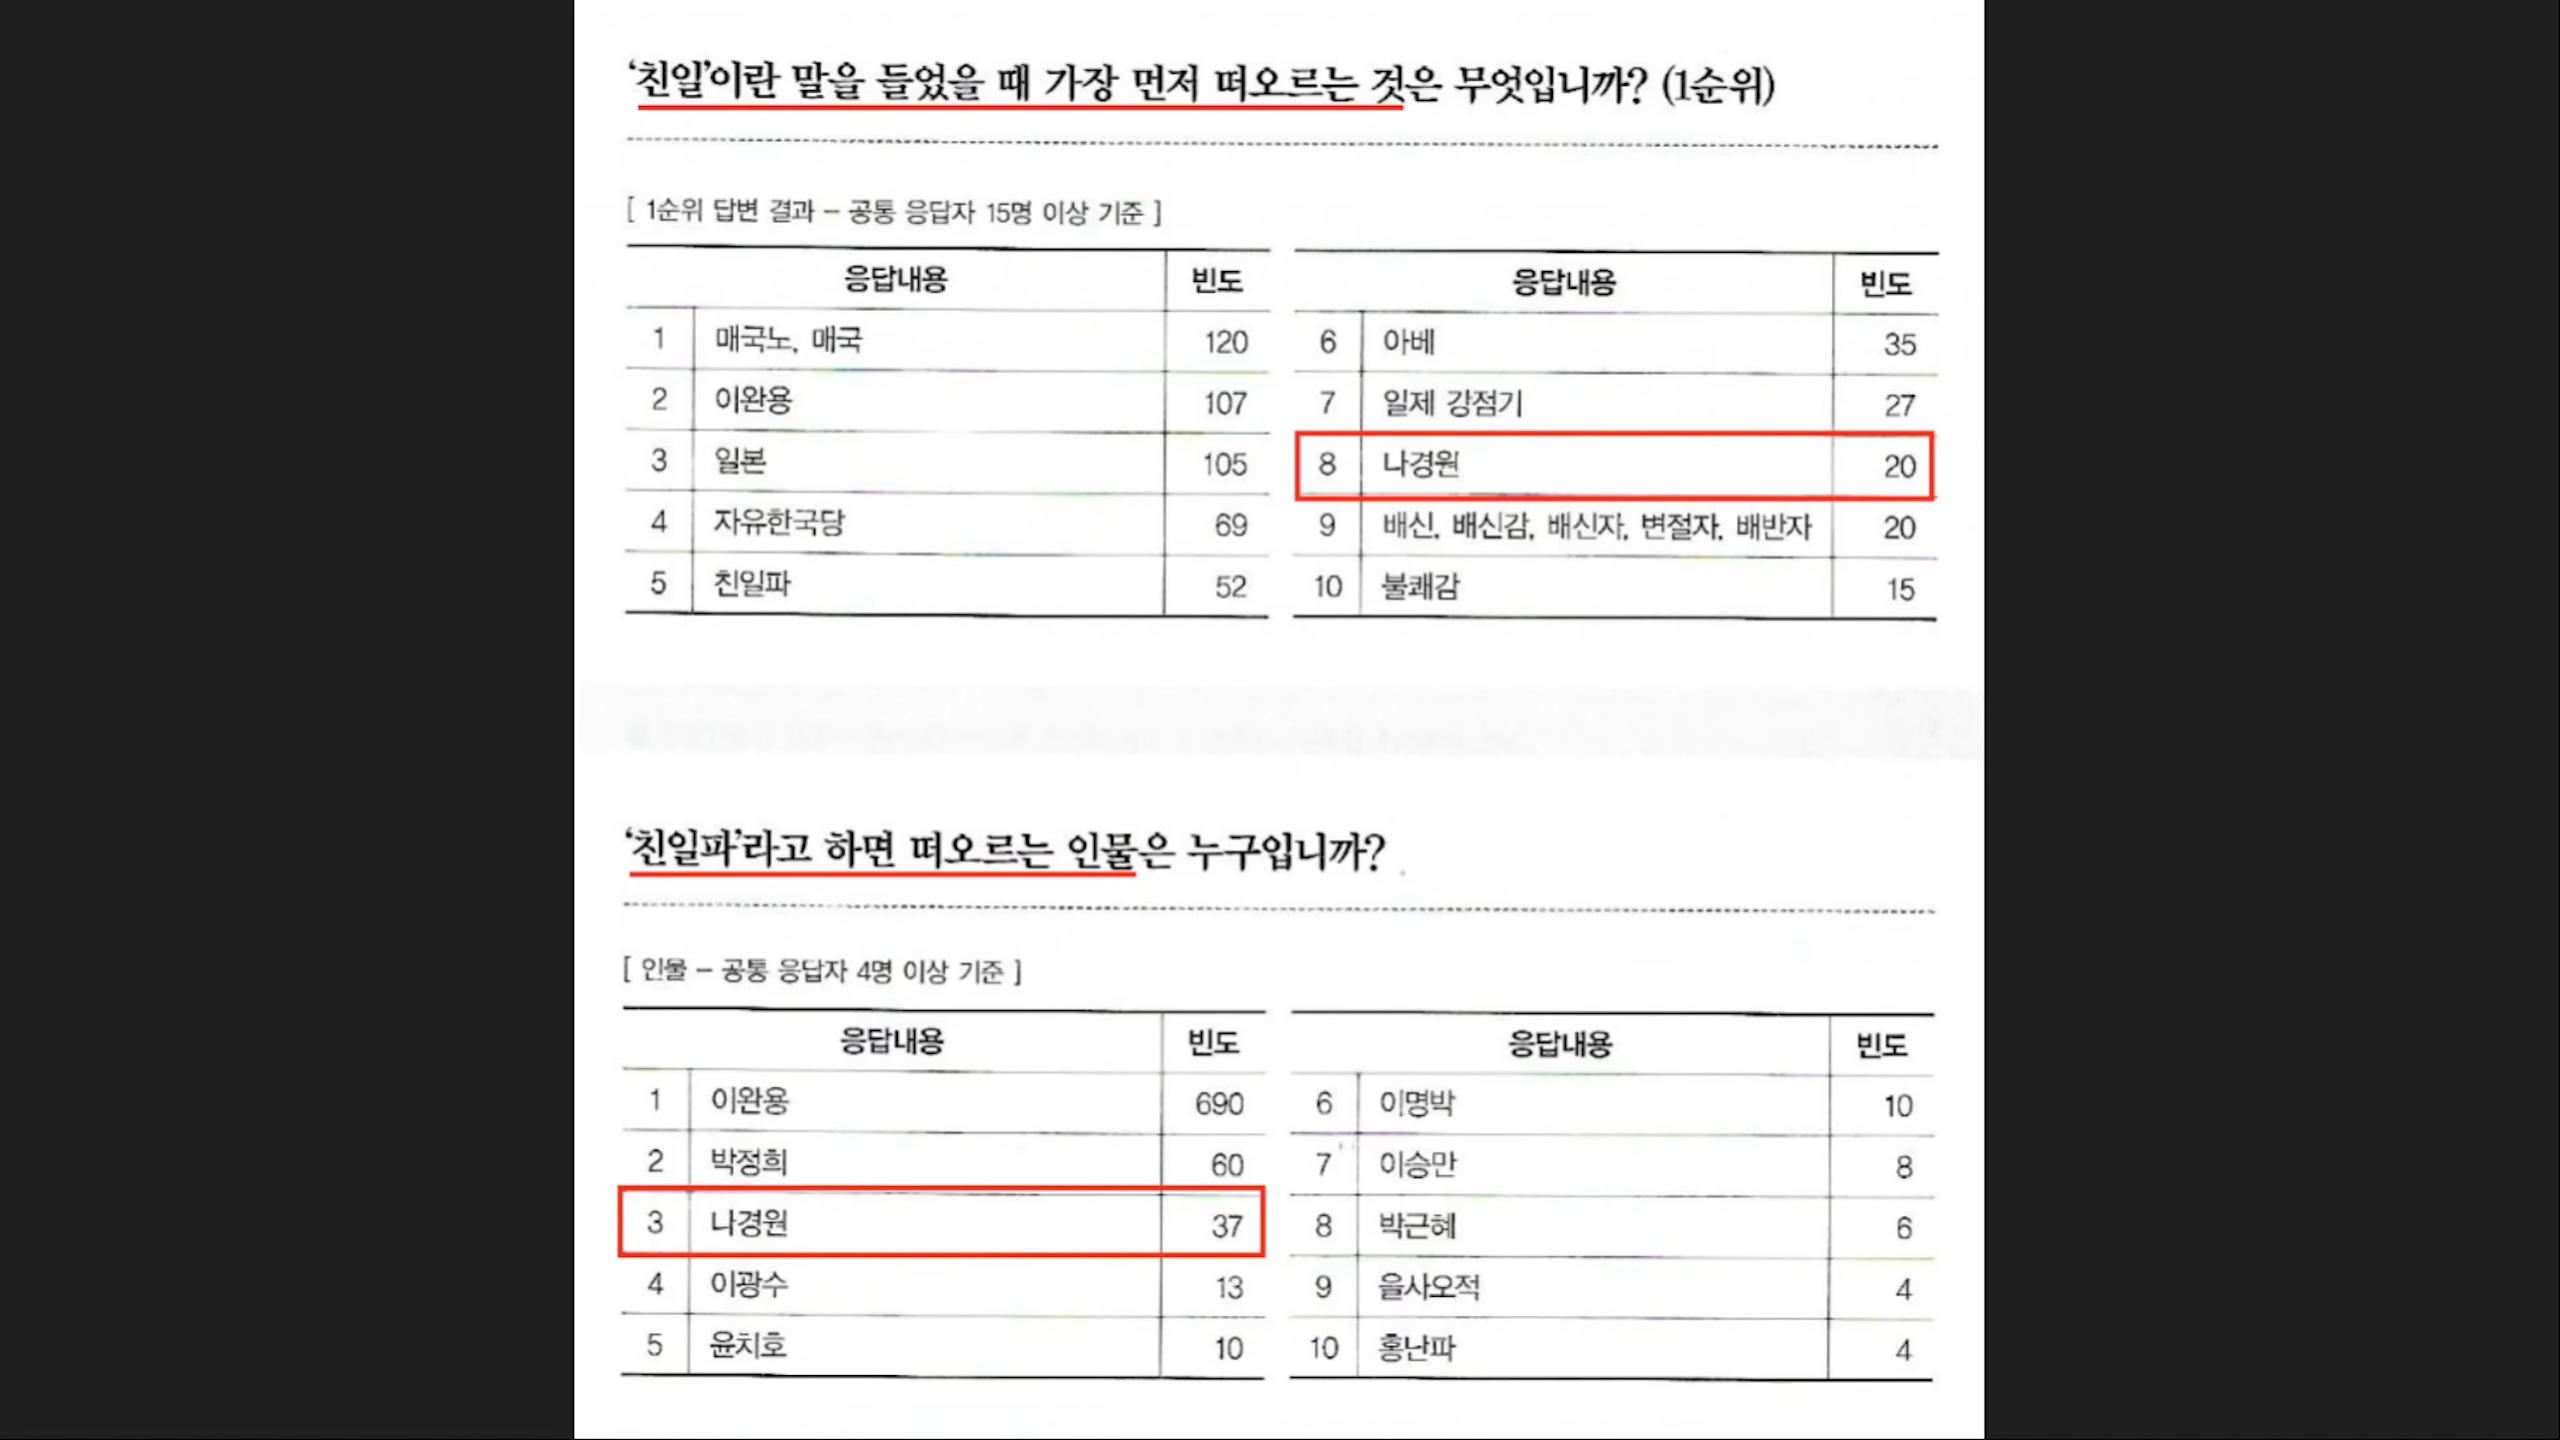 ‘친일’이란 말을 들었을 때 가장 먼저 떠오르는 것은 무엇입니까? (1순위)
[ 1순위 답변 결과 – 공통 응답자 15명 이상 기준 ]
응답내용 빈도
1 매국노, 매국 120
2 이완용 107
3 일본 105
4 자유한국당 69
5 친일파 52
응답내용 빈도
6 아베 35
7 일제 강점기 27
8 나경원 20
9 배신, 배신감, 배신자, 변절자, 배반자 20
10 불쾌감 15
‘친일파’라고 하면 떠오르는 인물은 누구입니까?
[ 인물 – 공통 응답자 4명 이상 기준 ]
응답내용 빈도
1 이완용 690
2 박정희 60
3 나경원 37
4 이광수 13
5 윤치호 10
응답내용 빈도
6 이명박 10
7 이승만 8
8 박근혜 6
9 을사오적 4
10 홍난파 4